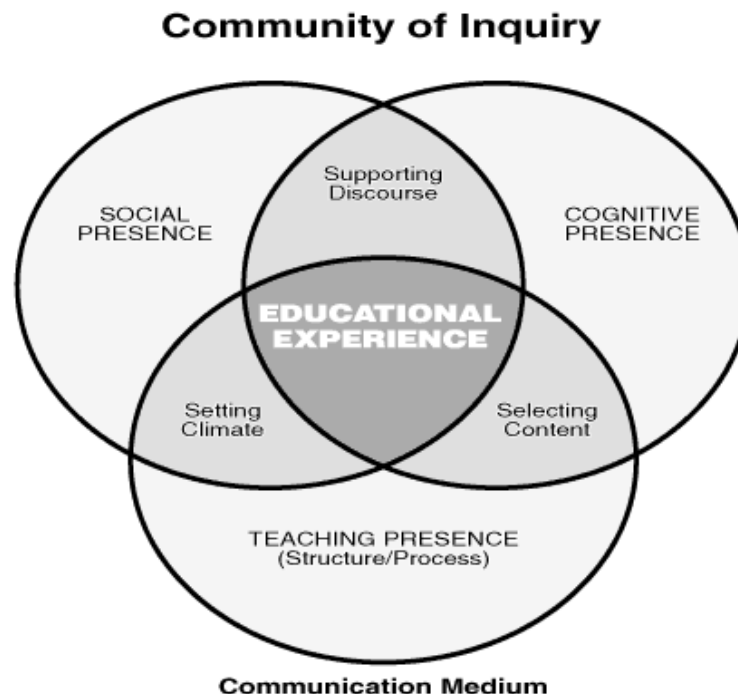 Community of Inquiry
Supporting
Discourse
SOCIAL
PRESENCE
COGNITIVE
PRESENCE
EDUCATIONAL
EXPERIENCE
Setting
Climate
Selecting
Content
TEACHING PRESENCE
(Structure/Process)
Communication Medium